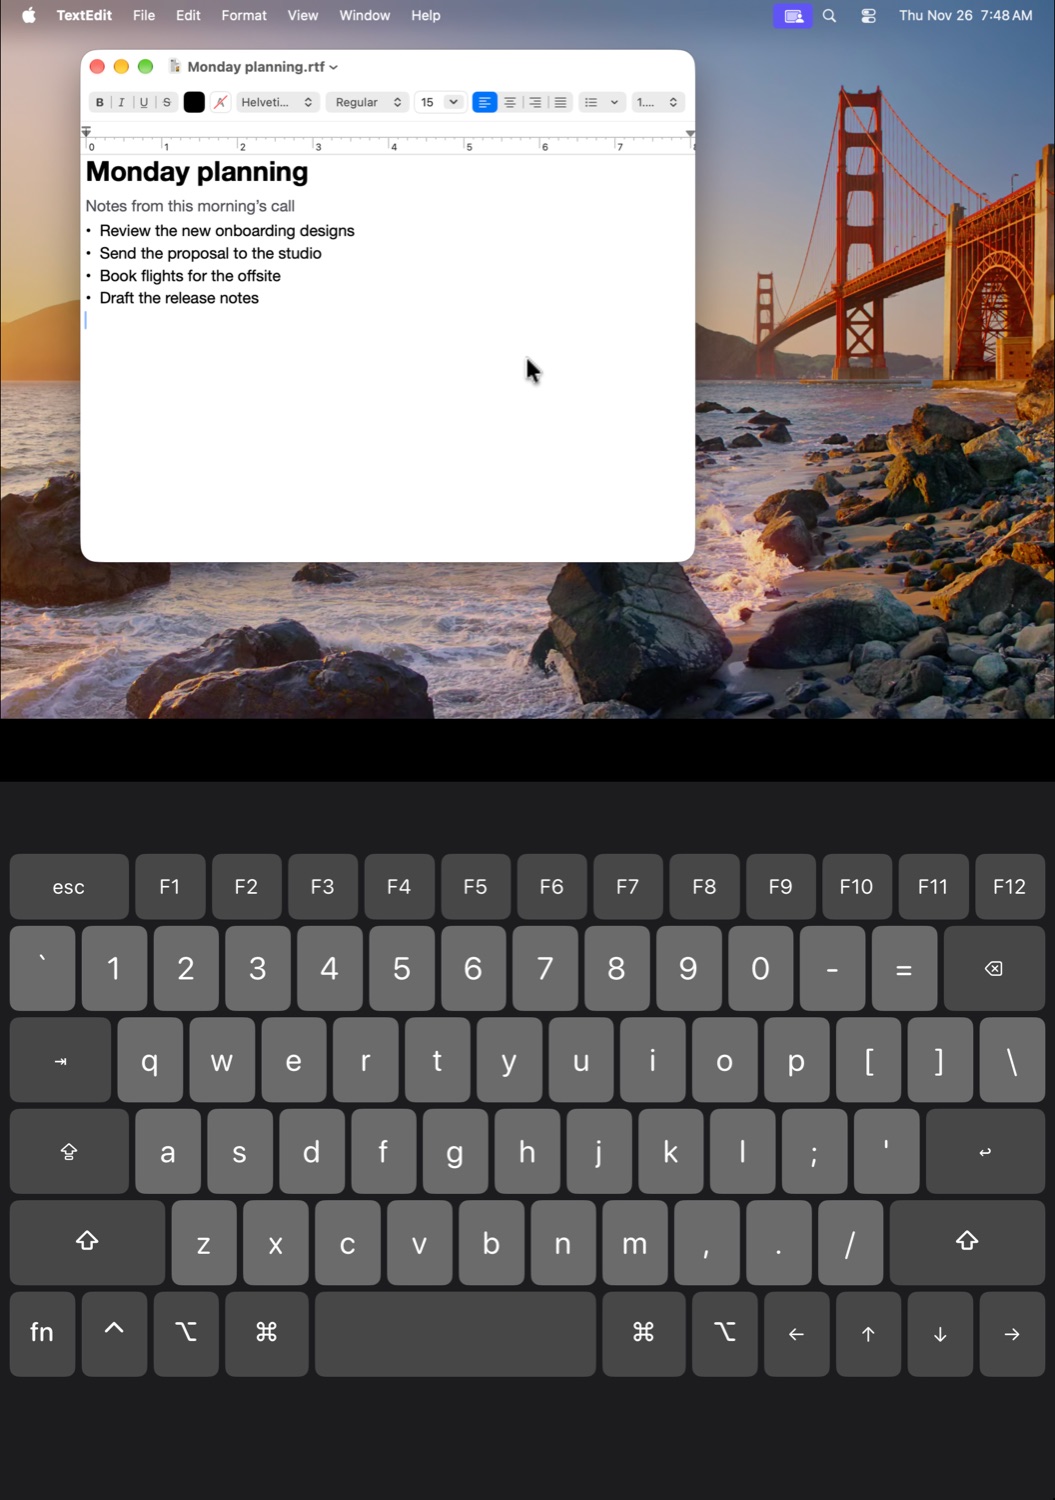 TextEdit File Edit Format View Window Help Thu Nov 26 7:48 AM
Monday planning.rtf
B I U S Helveti... Regular 15 1....
0 1 2 3 4 5 6 7
Monday planning
Notes from this morning’s call
• Review the new onboarding designs
• Send the proposal to the studio
• Book flights for the offsite
• Draft the release notes
esc F1 F2 F3 F4 F5 F6 F7 F8 F9 F10 F11 F12
` 1 2 3 4 5 6 7 8 9 0 - =
q w e r t y u i o p [ ] \
a s d f g h j k l ; '
z x c v b n m , . /
fn ^ ⌥ ⌘ ⌘ ⌥ ← ↑ ↓ →